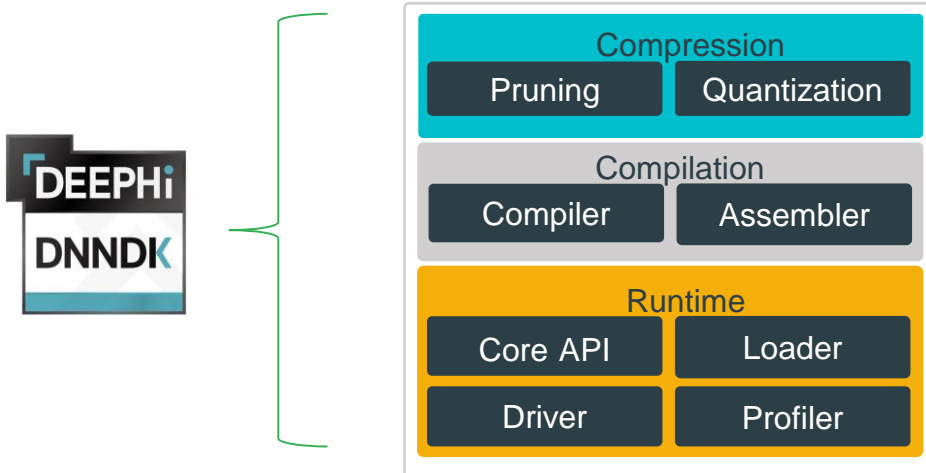 DEEPHi
DNNDK
Compression
Pruning
Quantization
Compilation
Compiler
Assembler
Runtime
Core API
Loader
Driver
Profiler